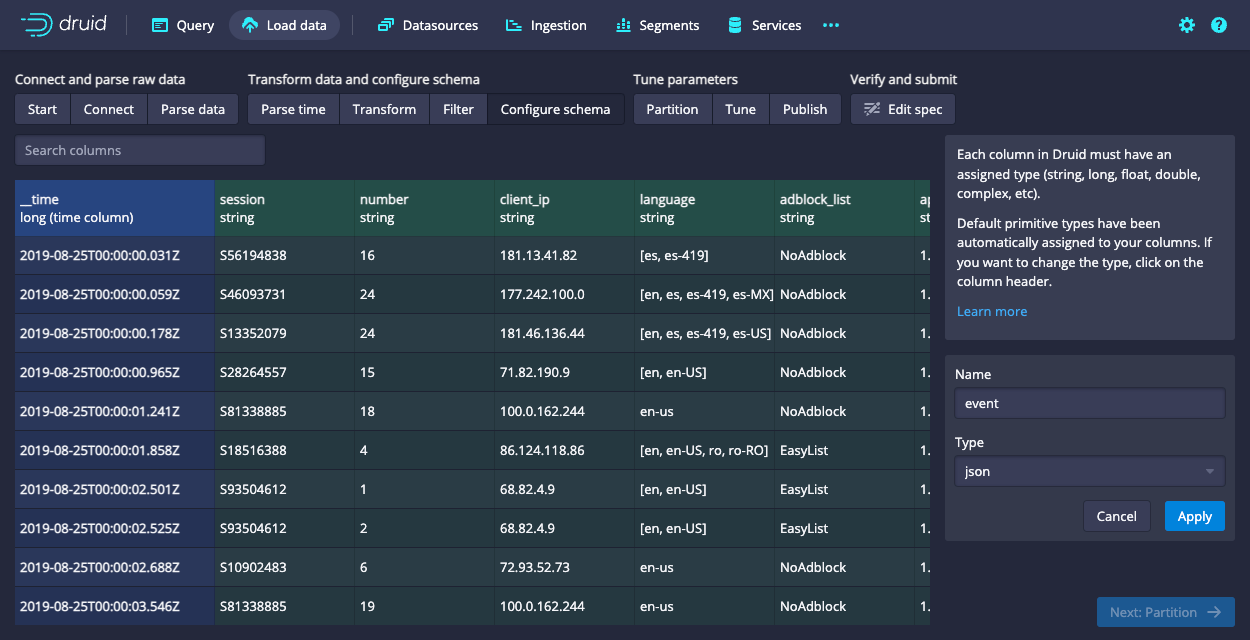 druid Query Load data Datasources Ingestion Segments Services
Connect and parse raw data Transform data and configure schema Tune parameters Verify and submit
Start Connect Parse data Parse time Transform Filter Configure schema Partition Tune Publish Edit spec
Search columns
__time session number client_ip language adblock_list
long (time column) string string string string string
2019-08-25T00:00:00.031Z S56194838 16 181.13.41.82 [es, es-419] NoAdblock 1.
2019-08-25T00:00:00.059Z S46093731 24 177.242.100.0 [en, es, es-419, es-MX] NoAdblock 1.
2019-08-25T00:00:00.178Z S13352079 24 181.46.136.44 [en, es, es-419, es-US] NoAdblock 1.
2019-08-25T00:00:00.965Z S28264557 15 71.82.190.9 [en, en-US] NoAdblock 1.
2019-08-25T00:00:01.241Z S81338885 18 100.0.162.244 en-us NoAdblock 1.
2019-08-25T00:00:01.858Z S18516388 4 86.124.118.86 [en, en-US, ro, ro-RO] EasyList 1.
2019-08-25T00:00:02.501Z S93504612 1 68.82.4.9 [en, en-US] EasyList 1.
2019-08-25T00:00:02.525Z S93504612 2 68.82.4.9 [en, en-US] EasyList 1.
2019-08-25T00:00:02.688Z S10902483 6 72.93.52.73 en-us NoAdblock 1.
2019-08-25T00:00:03.546Z S81338885 19 100.0.162.244 en-us NoAdblock 1.
Each column in Druid must have an
assigned type (string, long, float, double,
complex, etc).
Default primitive types have been
automatically assigned to your columns. If
you want to change the type, click on the
column header.
Learn more
Name
event
Type
json
Cancel Apply
Next: Partition